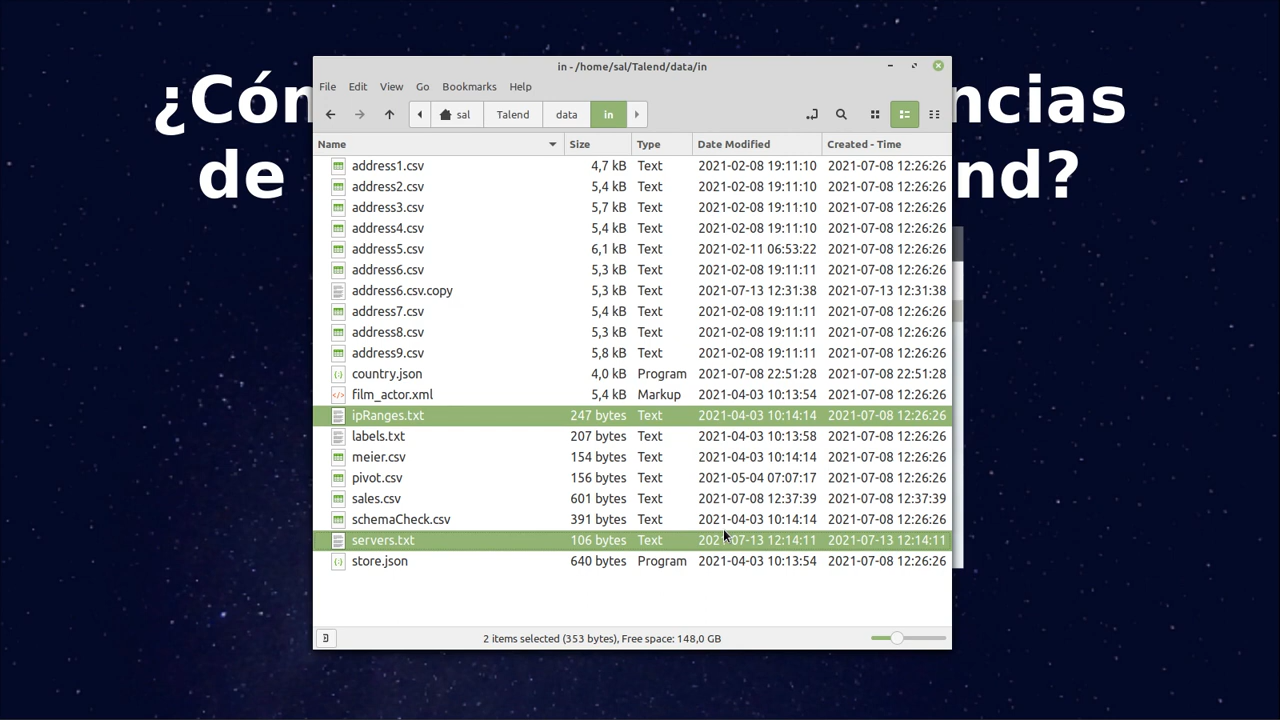 ¿Cóm
ncias
de
nd?
in - /home/sal/Talend/data/in
File Edit View Go Bookmarks Help
sal Talend data in
Name Size Type Date Modified Created - Time
address1.csv 4,7 kB Text 2021-02-08 19:11:10 2021-07-08 12:26:26
address2.csv 5,4 kB Text 2021-02-08 19:11:10 2021-07-08 12:26:26
address3.csv 5,7 kB Text 2021-02-08 19:11:10 2021-07-08 12:26:26
address4.csv 5,4 kB Text 2021-02-08 19:11:10 2021-07-08 12:26:26
address5.csv 6,1 kB Text 2021-02-11 06:53:22 2021-07-08 12:26:26
address6.csv 5,3 kB Text 2021-02-08 19:11:11 2021-07-08 12:26:26
address6.csv.copy 5,3 kB Text 2021-07-13 12:31:38 2021-07-13 12:31:38
address7.csv 5,4 kB Text 2021-02-08 19:11:11 2021-07-08 12:26:26
address8.csv 5,3 kB Text 2021-02-08 19:11:11 2021-07-08 12:26:26
address9.csv 5,8 kB Text 2021-02-08 19:11:11 2021-07-08 12:26:26
country.json 4,0 kB Program 2021-07-08 22:51:28 2021-07-08 22:51:28
film_actor.xml 5,4 kB Markup 2021-04-03 10:13:54 2021-07-08 12:26:26
ipRanges.txt 247 bytes Text 2021-04-03 10:14:14 2021-07-08 12:26:26
labels.txt 207 bytes Text 2021-04-03 10:13:58 2021-07-08 12:26:26
meier.csv 154 bytes Text 2021-04-03 10:14:14 2021-07-08 12:26:26
pivot.csv 156 bytes Text 2021-05-04 07:07:17 2021-07-08 12:26:26
sales.csv 601 bytes Text 2021-07-08 12:37:39 2021-07-08 12:37:39
schemaCheck.csv 391 bytes Text 2021-04-03 10:14:14 2021-07-08 12:26:26
servers.txt 106 bytes Text 2021-07-13 12:14:11 2021-07-13 12:14:11
store.json 640 bytes Program 2021-04-03 10:13:54 2021-07-08 12:26:26
2 items selected (353 bytes), Free space: 148,0 GB